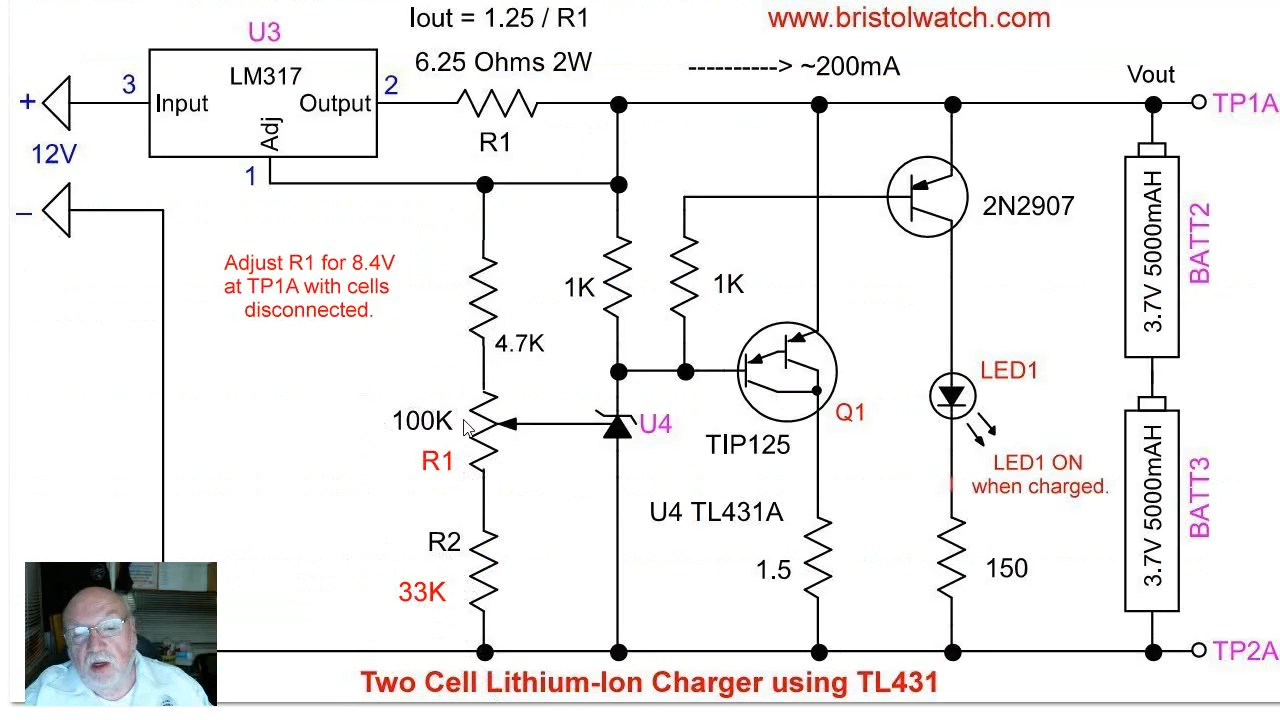 Iout = 1.25 / R1
www.bristolwatch.com
U3
6.25 Ohms 2W
----------> ~200mA
Vout
LM317
3
2
+
Input
Output
TP1A
Adj
R1
12V
1
–
2N2907
3.7V 5000mAH
BATT2
Adjust R1 for 8.4V
at TP1A with cells
disconnected.
1K
1K
4.7K
LED1
100K
U4
Q1
R1
TIP125
LED1 ON
when charged.
3.7V 5000mAH
BATT3
U4 TL431A
R2
1.5
150
33K
TP2A
Two Cell Lithium-Ion Charger using TL431